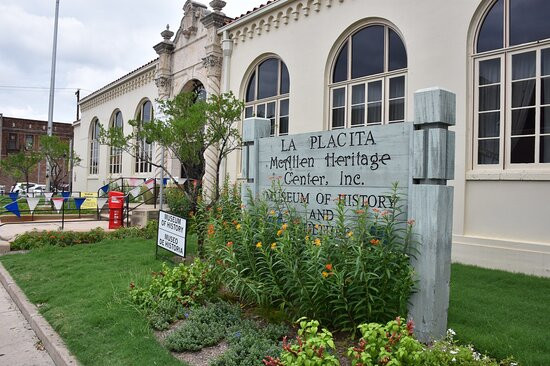 LA PLACITA
McAllen Heritage
Center, Inc.
MUSEUM OF HISTORY
AND
MUSEUM
OF HISTORY
MUSEO
DE HISTORIA